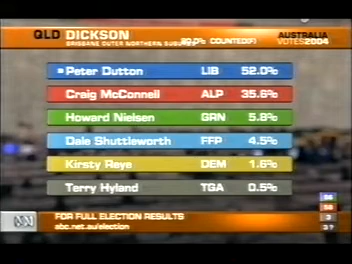 QLD DICKSON
BRISBANE OUTER NORTHERN SUBURBS
80.0% COUNTED(F)
AUSTRALIA
VOTES2004
Peter Dutton LIB 52.0%
Craig McConnell ALP 35.6%
Howard Nielsen GRN 5.8%
Dale Shuttleworth FFP 4.5%
Kirsty Reye DEM 1.6%
Terry Hyland TGA 0.5%
FOR FULL ELECTION RESULTS
abc.net.au/election